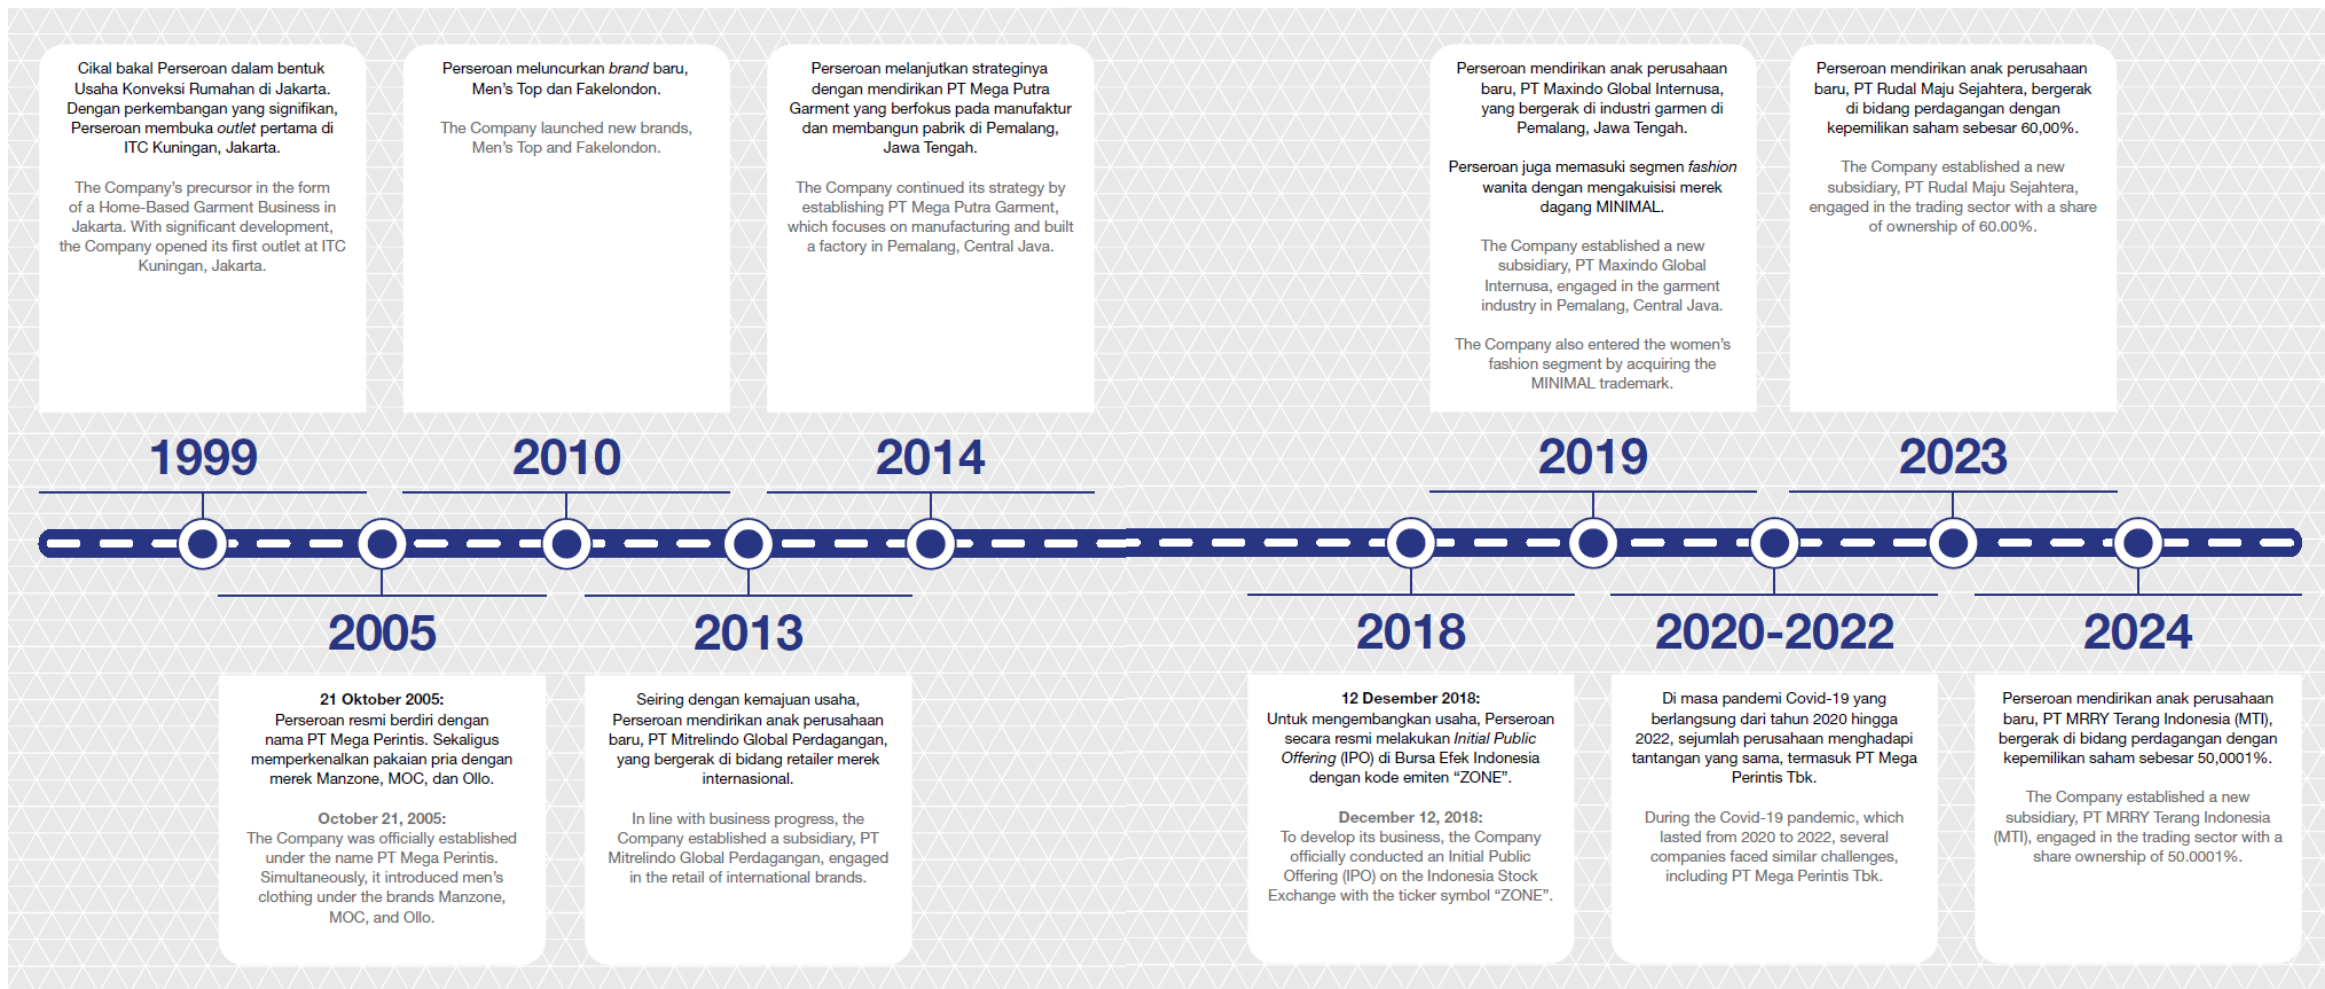 Cikal bakal Perseroan dalam bentuk
Usaha Konveksi Rumahan di Jakarta.
Dengan perkembangan yang signifikan,
Perseroan membuka outlet pertama di
ITC Kuningan, Jakarta.
The Company’s precursor in the form
of a Home-Based Garment Business in
Jakarta. With significant development,
the Company opened its first outlet at ITC
Kuningan, Jakarta.
1999
21 Oktober 2005:
Perseroan resmi berdiri dengan
nama PT Mega Perintis. Sekaligus
memperkenalkan pakaian pria dengan
merek Manzone, MOC, dan Ollo.
October 21, 2005:
The Company was officially established
under the name PT Mega Perintis.
Simultaneously, it introduced men’s
clothing under the brands Manzone,
MOC, and Ollo.
2005
Perseroan meluncurkan brand baru,
Men’s Top dan Fakelondon.
The Company launched new brands,
Men’s Top and Fakelondon.
2010
2013
Seiring dengan kemajuan usaha,
Perseroan mendirikan anak perusahaan
baru, PT Mitrelindo Global Perdagangan,
yang bergerak di bidang retailer merek
internasional.
In line with business progress, the
Company established a subsidiary, PT
Mitrelindo Global Perdagangan, engaged
in the retail of international brands.
Perseroan melanjutkan strateginya
dengan mendirikan PT Mega Putra
Garment yang berfokus pada manufaktur
dan membangun pabrik di Pemalang,
Jawa Tengah.
The Company continued its strategy by
establishing PT Mega Putra Garment,
which focuses on manufacturing and built
a factory in Pemalang, Central Java.
2014
2018
12 Desember 2018:
Untuk mengembangkan usaha, Perseroan
secara resmi melakukan Initial Public
Offering (IPO) di Bursa Efek Indonesia
dengan kode emiten “ZONE”.
December 12, 2018:
To develop its business, the Company
officially conducted an Initial Public
Offering (IPO) on the Indonesia Stock
Exchange with the ticker symbol “ZONE”.
Perseroan mendirikan anak perusahaan
baru, PT Maxindo Global Internusa,
yang bergerak di industri garmen di
Pemalang, Jawa Tengah.
Perseroan juga memasuki segmen fashion
wanita dengan mengakuisisi merek
dagang MINIMAL.
The Company established a new
subsidiary, PT Maxindo Global
Internusa, engaged in the garment
industry in Pemalang, Central Java.
The Company also entered the women’s
fashion segment by acquiring the
MINIMAL trademark.
2019
2020-2022
Di masa pandemi Covid-19 yang
berlangsung dari tahun 2020 hingga
2022, sejumlah perusahaan menghadapi
tantangan yang sama, termasuk PT Mega
Perintis Tbk.
During the Covid-19 pandemic, which
lasted from 2020 to 2022, several
companies faced similar challenges,
including PT Mega Perintis Tbk.
Perseroan mendirikan anak perusahaan
baru, PT Rudal Maju Sejahtera, bergerak
di bidang perdagangan dengan
kepemilikan saham sebesar 60,00%.
The Company established a new
subsidiary, PT Rudal Maju Sejahtera,
engaged in the trading sector with a share
of ownership of 60.00%.
2023
2024
Perseroan mendirikan anak perusahaan
baru, PT MRRY Terang Indonesia (MTI),
bergerak di bidang perdagangan dengan
kepemilikan saham sebesar 50,0001%.
The Company established a new
subsidiary, PT MRRY Terang Indonesia
(MTI), engaged in the trading sector with a
share ownership of 50.0001%.